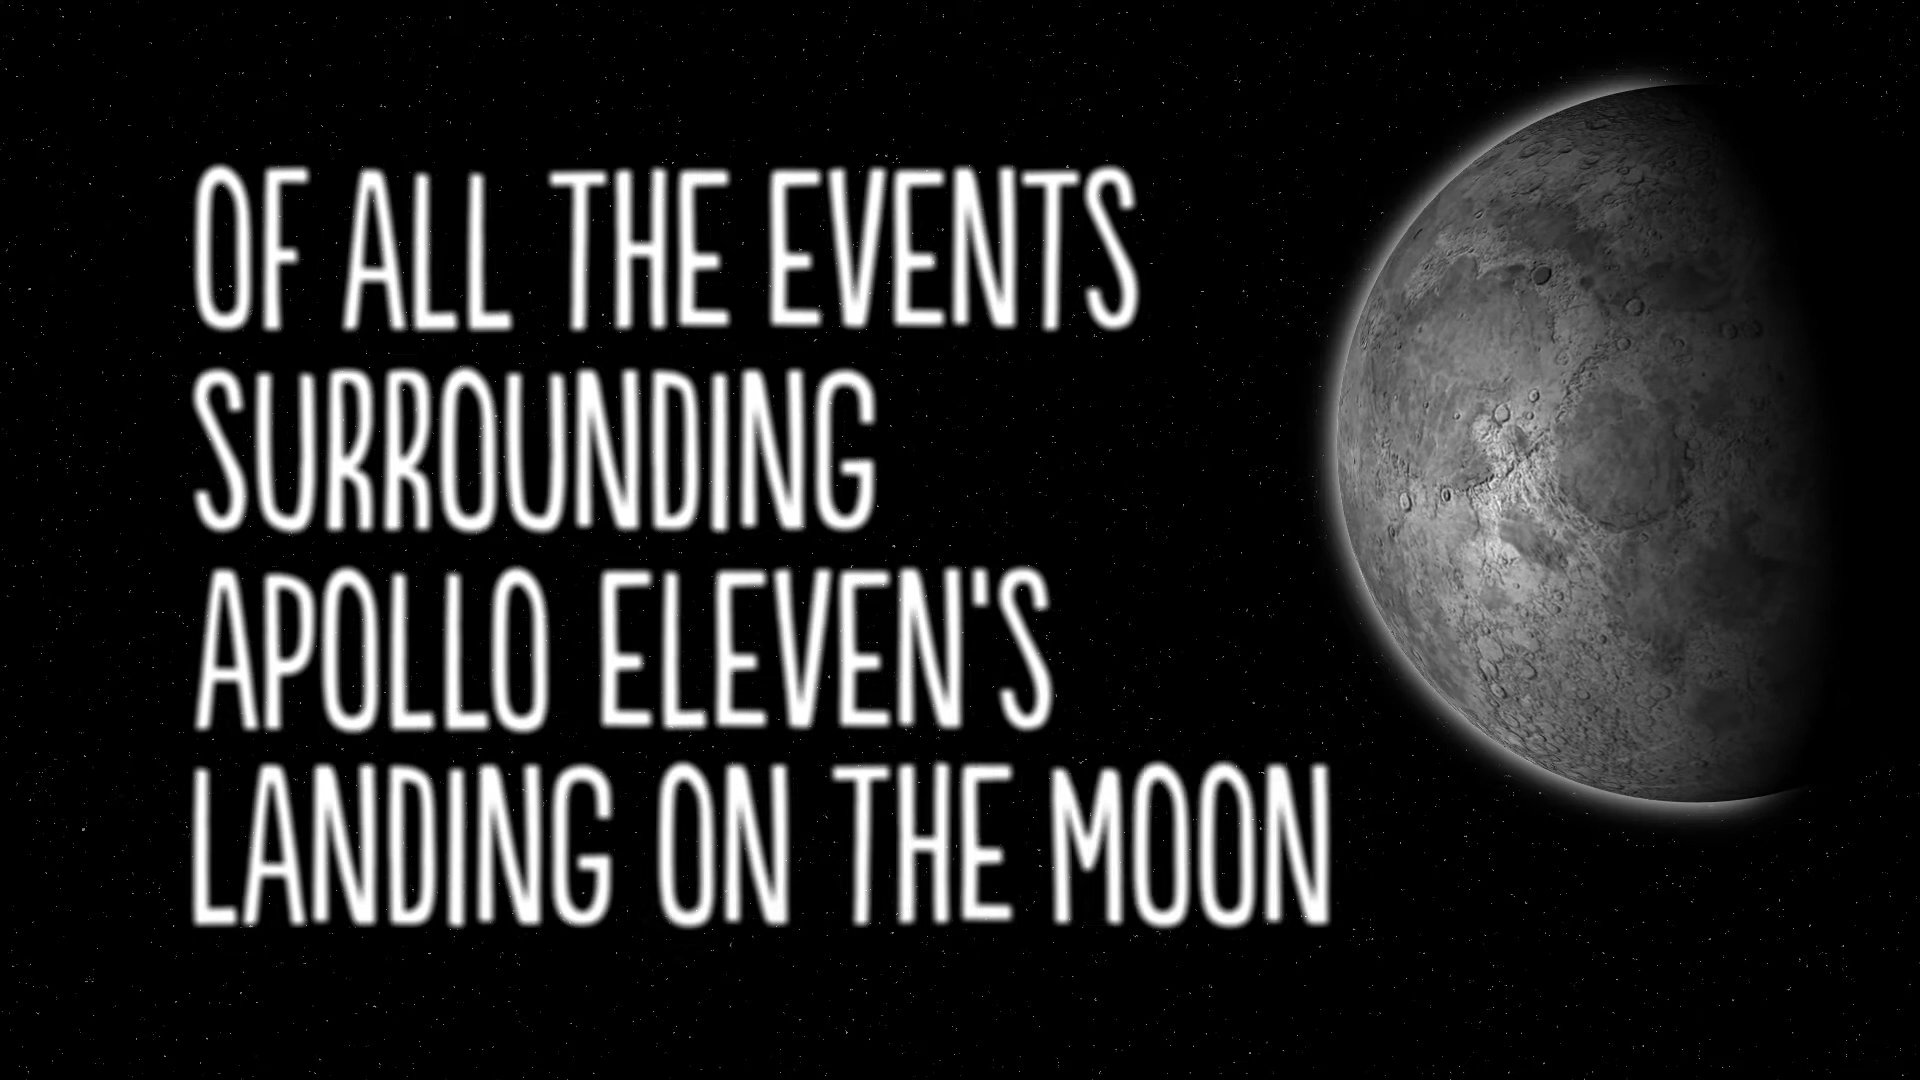 OF ALL THE EVENTS
SURROUNDING
APOLLO ELEVEN'S
LANDING ON THE MOON